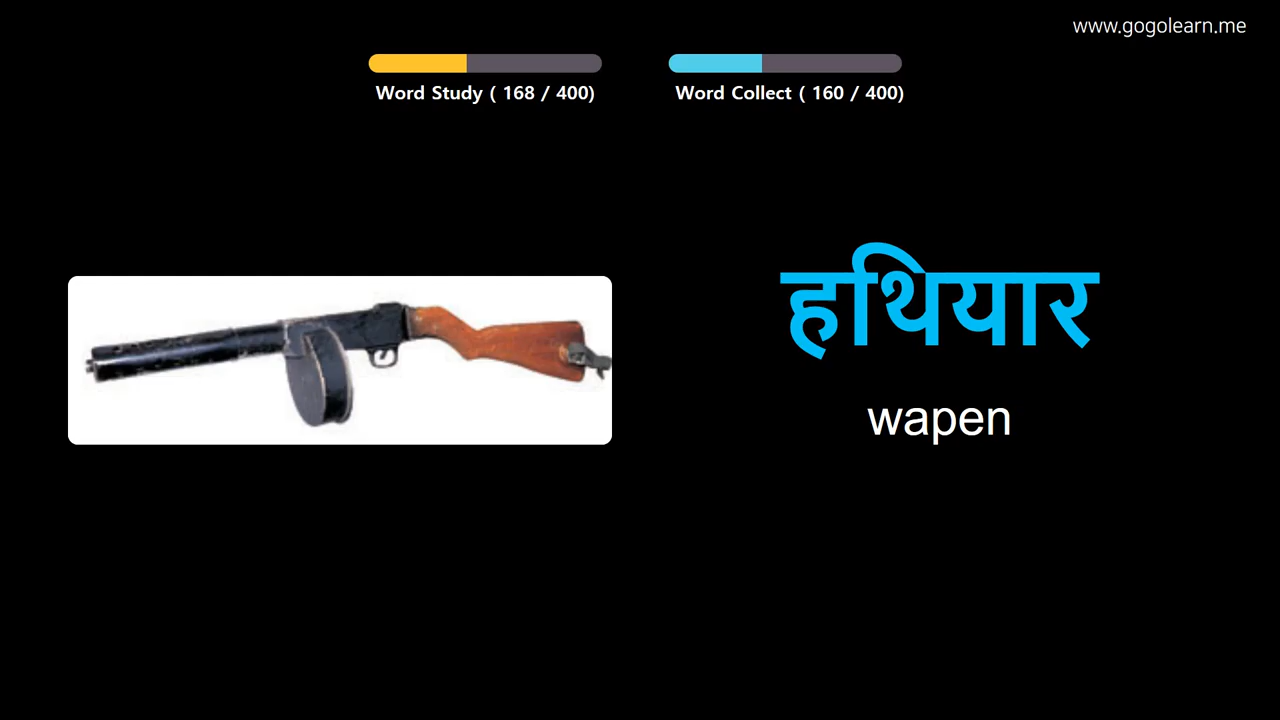 www.gogolearn.me
Word Study ( 168 / 400)
Word Collect ( 160 / 400)
हथियार
wapen